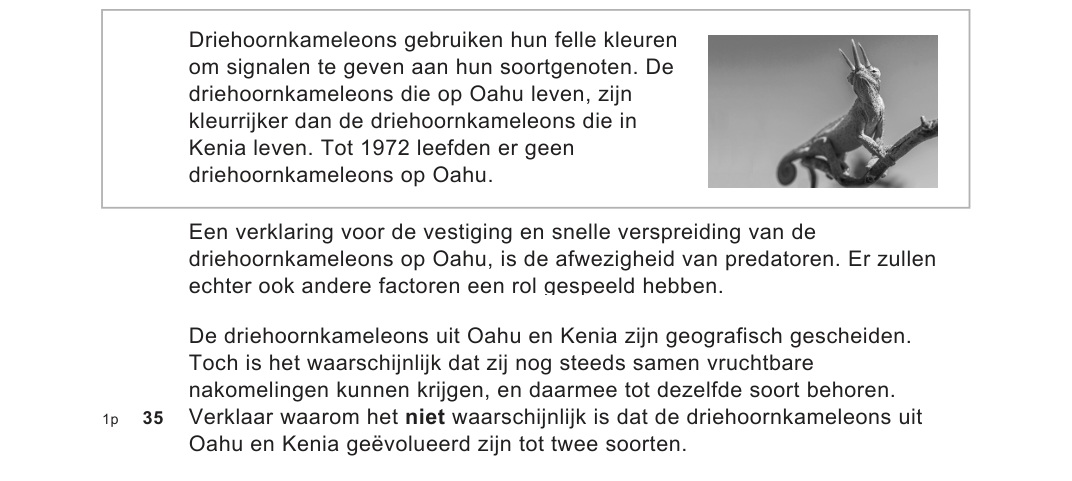 Driehoornkameleons gebruiken hun felle kleuren
om signalen te geven aan hun soortgenoten. De
driehoornkameleons die op Oahu leven, zijn
kleurrijker dan de driehoornkameleons die in
Kenia leven. Tot 1972 leefden er geen
driehoornkameleons op Oahu.
Een verklaring voor de vestiging en snelle verspreiding van de
driehoornkameleons op Oahu, is de afwezigheid van predatoren. Er zullen
echter ook andere factoren een rol gespeeld hebben.
De driehoornkameleons uit Oahu en Kenia zijn geografisch gescheiden.
Toch is het waarschijnlijk dat zij nog steeds samen vruchtbare
nakomelingen kunnen krijgen, en daarmee tot dezelfde soort behoren.
1p 35 Verklaar waarom het niet waarschijnlijk is dat de driehoornkameleons uit
Oahu en Kenia geëvolueerd zijn tot twee soorten.